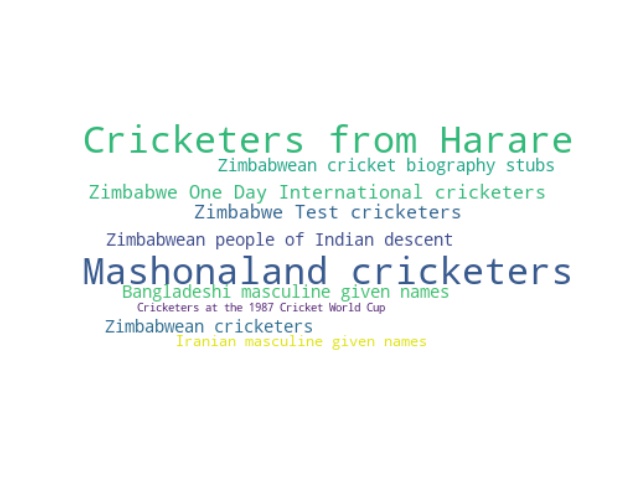 Cricketers from Harare
Zimbabwean cricket biography stubs
Zimbabwe One Day International cricketers
Zimbabwe Test cricketers
Zimbabwean people of Indian descent
Mashonaland cricketers
Bangladeshi masculine given names
Cricketers at the 1987 Cricket World Cup
Zimbabwean cricketers
Iranian masculine given names